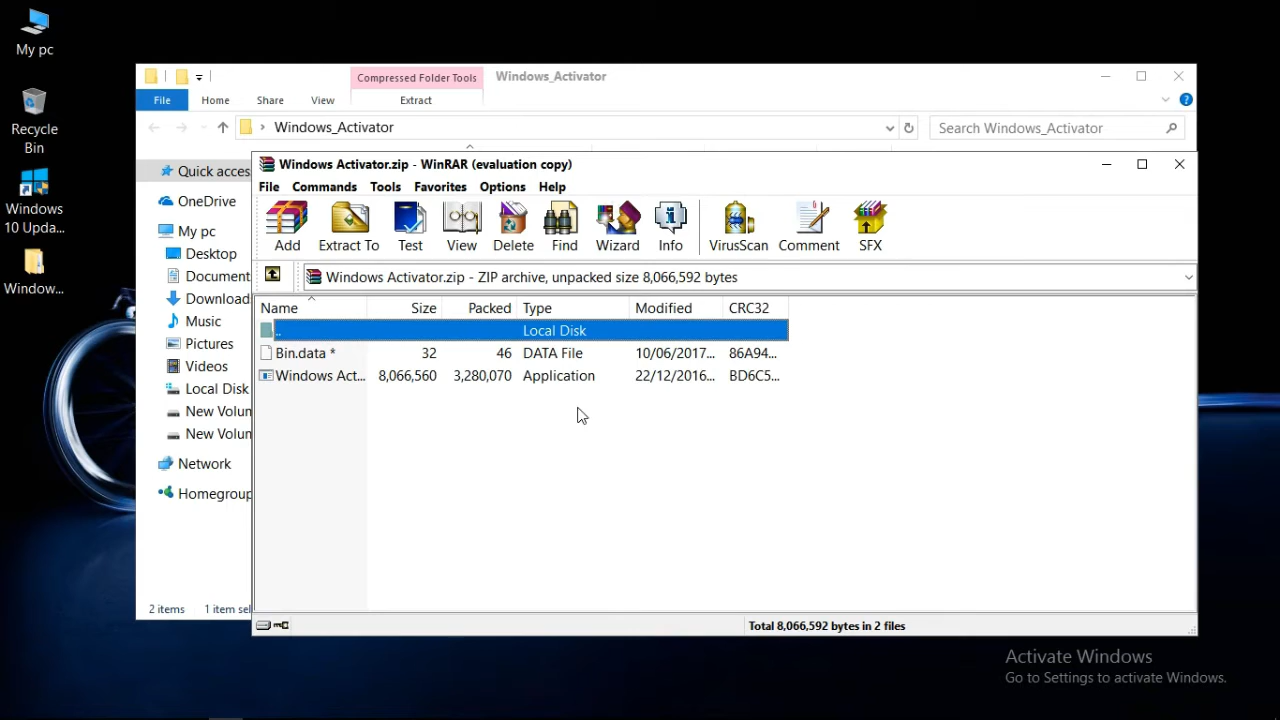 My pc
Recycle
Bin
Windows
10 Upda...
Window...
Compressed Folder Tools
Windows_Activator
File
Home
Share
View
Extract
Windows_Activator
Search Windows_Activator
Quick acces
OneDrive
My pc
Desktop
Document
Download
Music
Pictures
Videos
Local Disk
New Volun
New Volun
Network
Homegroup
2 items
1 item sel
Windows Activator.zip - WinRAR (evaluation copy)
File Commands Tools Favorites Options Help
Add Extract To Test View Delete Find Wizard Info VirusScan Comment SFX
Windows Activator.zip - ZIP archive, unpacked size 8,066,592 bytes
Name Size Packed Type Modified CRC32
.. Local Disk
Bin.data * 32 46 DATA File 10/06/2017... 86A94...
Windows Act... 8,066,560 3,280,070 Application 22/12/2016... BD6C5...
Total 8,066,592 bytes in 2 files
Activate Windows
Go to Settings to activate Windows.